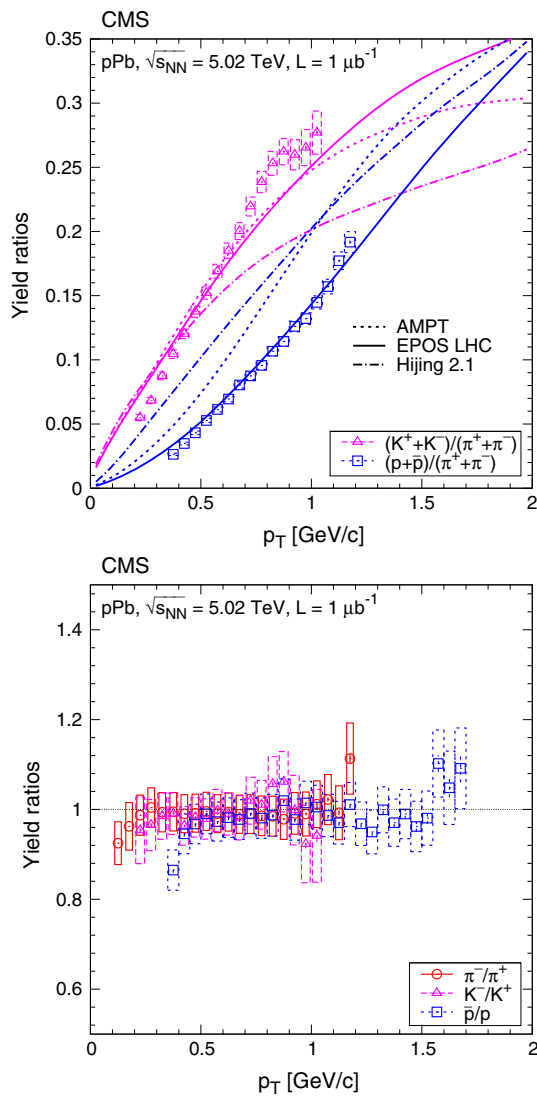 CMS
pPb, √sNN = 5.02 TeV, L = 1 μb⁻¹
0.35
0.3
0.25
0.2
0.15
0.1
0.05
0
Yield ratios
AMPT
EPOS LHC
Hijing 2.1
(K⁺+K⁻)/(π⁺+π⁻)
(p+p̄)/(π⁺+π⁻)
0 0.5 1 1.5 2
pT [GeV/c]
CMS
pPb, √sNN = 5.02 TeV, L = 1 μb⁻¹
1.4
1.2
1
0.8
0.6
Yield ratios
π⁻/π⁺
K⁻/K⁺
p̄/p
0 0.5 1 1.5 2
pT [GeV/c]